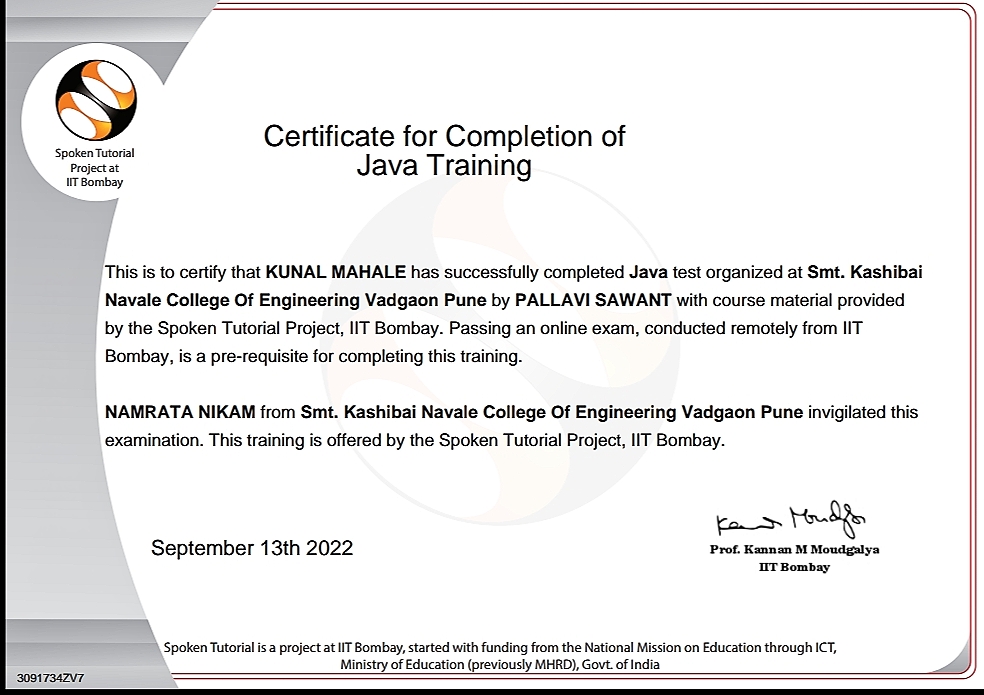 Spoken Tutorial
Project at
IIT Bombay
Certificate for Completion of
Java Training
This is to certify that KUNAL MAHALE has successfully completed Java test organized at Smt. Kashibai
Navale College Of Engineering Vadgaon Pune by PALLAVI SAWANT with course material provided
by the Spoken Tutorial Project, IIT Bombay. Passing an online exam, conducted remotely from IIT
Bombay, is a pre-requisite for completing this training.
NAMRATA NIKAM from Smt. Kashibai Navale College Of Engineering Vadgaon Pune invigilated this
examination. This training is offered by the Spoken Tutorial Project, IIT Bombay.
September 13th 2022
Kannan Moudgalya
Prof. Kannan M Moudgalya
IIT Bombay
Spoken Tutorial is a project at IIT Bombay, started with funding from the National Mission on Education through ICT,
Ministry of Education (previously MHRD), Govt. of India
3091734ZV7